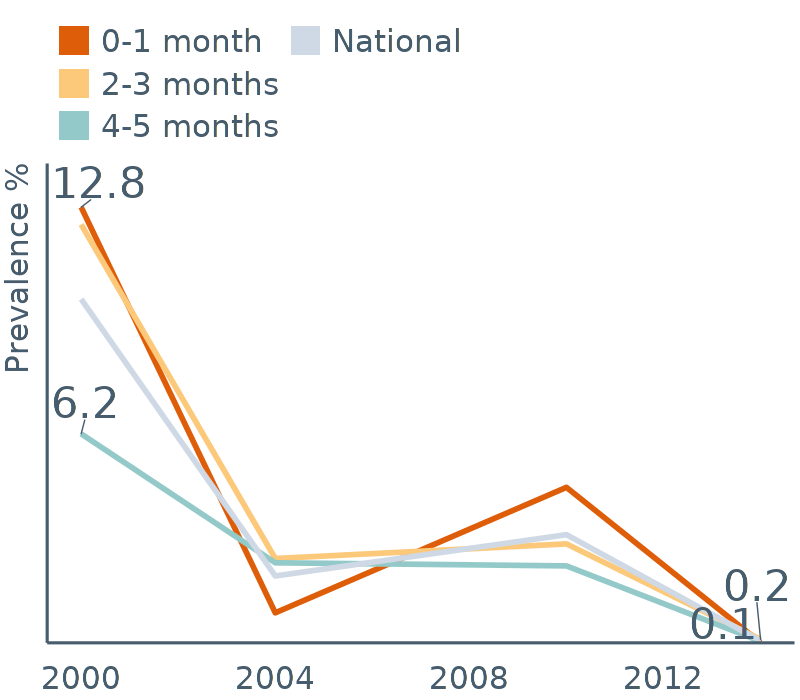 0-1 month
National
2-3 months
4-5 months
Prevalence %
12.8
6.2
0.2
0.1
2000 2004 2008 2012